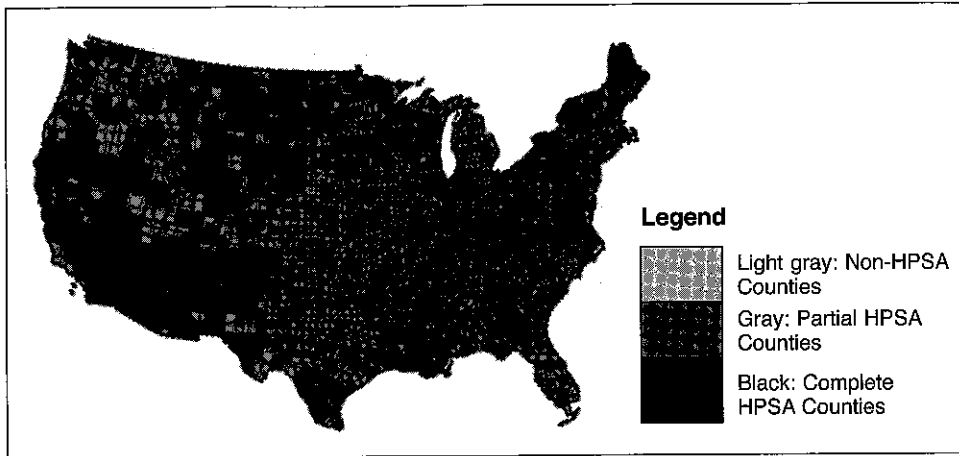 Legend
Light gray: Non-HPSA
Counties
Gray: Partial HPSA
Counties
Black: Complete
HPSA Counties